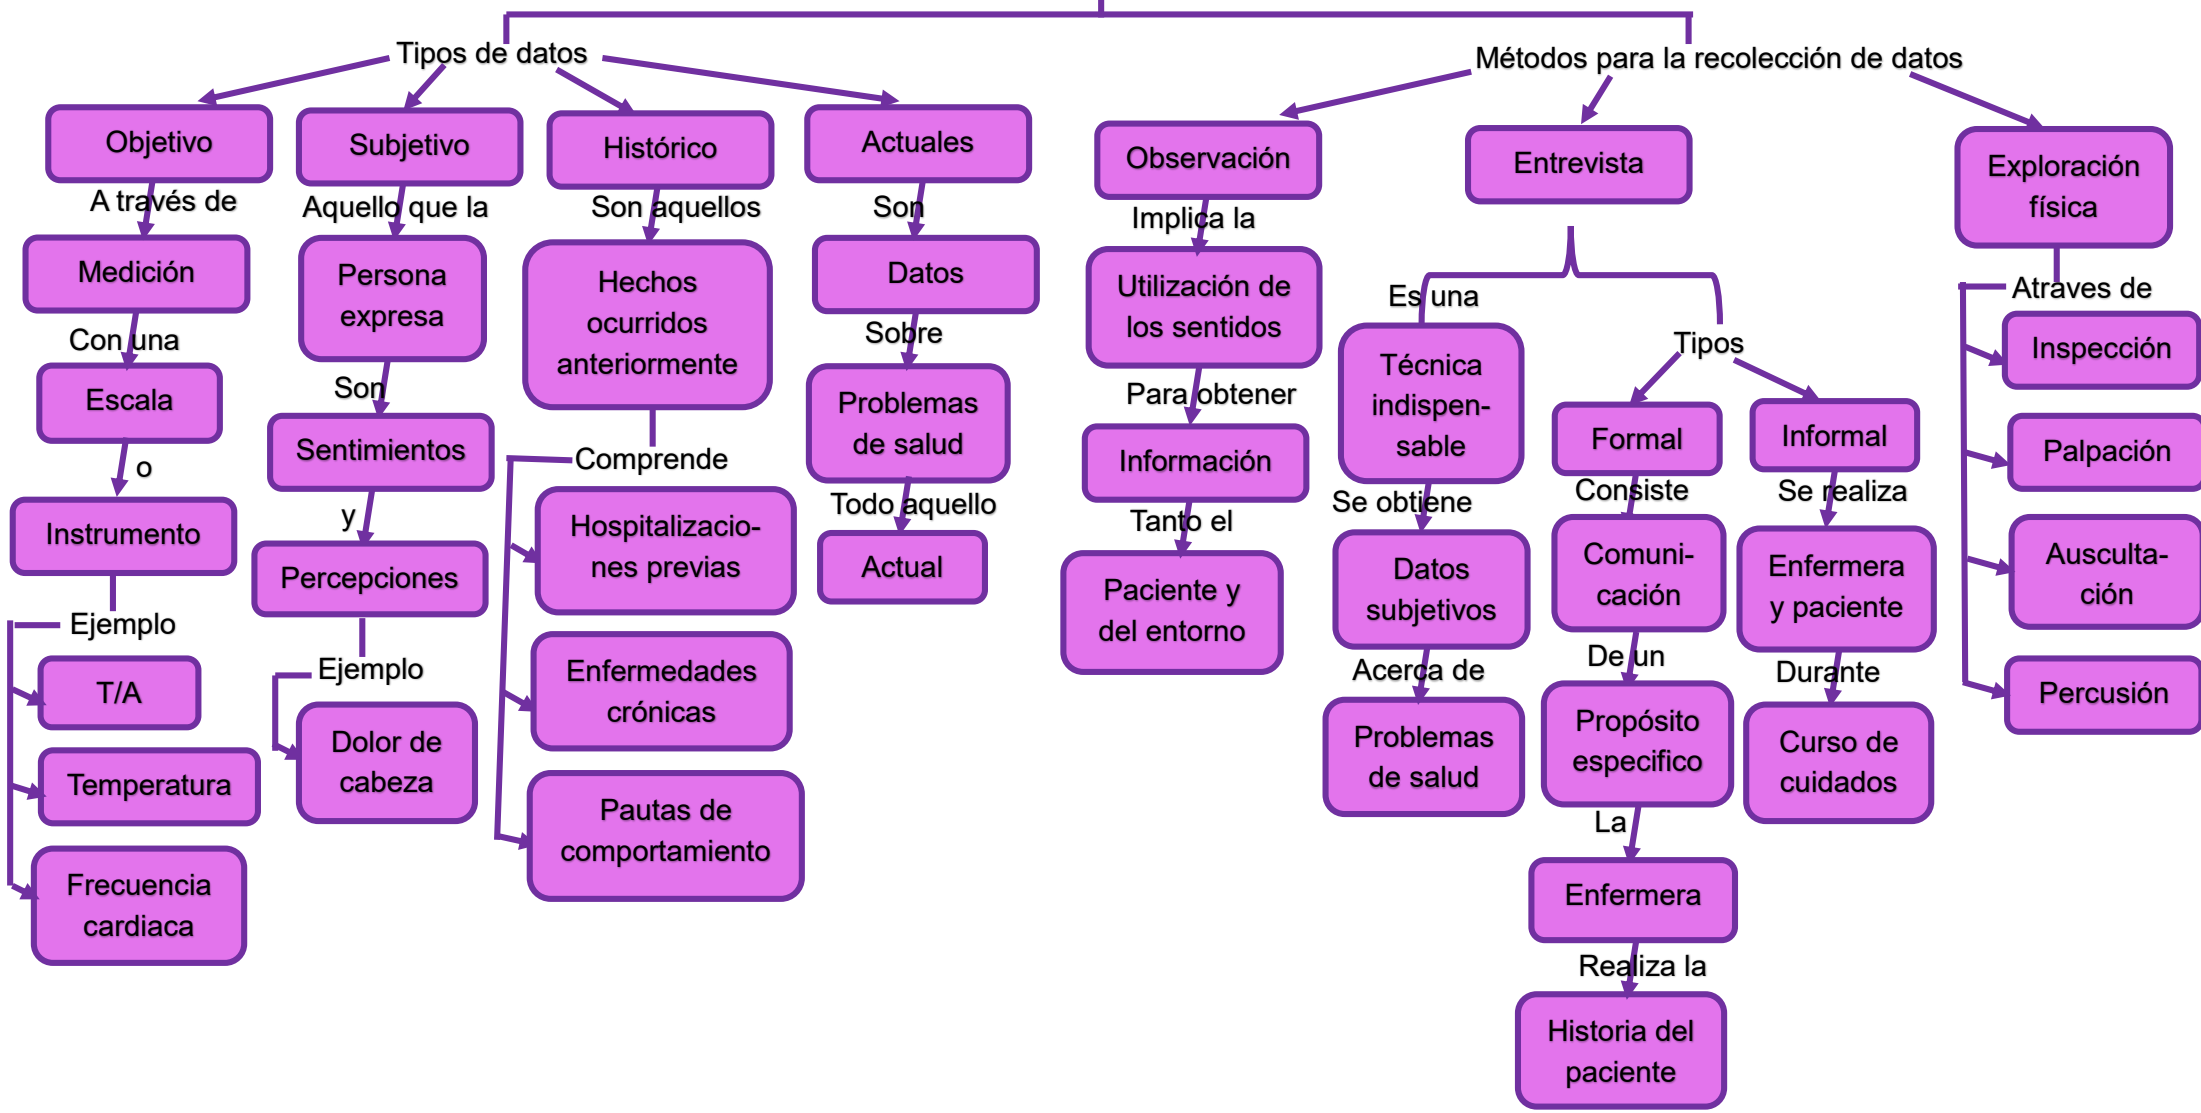 Tipos de datos
Objetivo
A través de
Medición
Con una
Escala
o
Instrumento
Ejemplo
T/A
Temperatura
Frecuencia
cardiaca
Subjetivo
Aquello que la
Persona
expresa
Son
Sentimientos
y
Percepciones
Ejemplo
Dolor de
cabeza
Histórico
Son aquellos
Hechos
ocurridos
anteriormente
Comprende
Hospitalizacio-
nes previas
Enfermedades
crónicas
Pautas de
comportamiento
Actuales
Son
Datos
Sobre
Problemas
de salud
Todo aquello
Actual
Métodos para la recolección de datos
Observación
Implica la
Utilización de
los sentidos
Para obtener
Información
Tanto el
Paciente y
del entorno
Entrevista
Es una
Técnica
indispen-
sable
Se obtiene
Datos
subjetivos
Acerca de
Problemas
de salud
Tipos
Formal
Consiste
Comuni-
cación
De un
Propósito
especifico
La
Enfermera
Realiza la
Historia del
paciente
Informal
Se realiza
Enfermera
y paciente
Durante
Curso de
cuidados
Exploración
física
Atraves de
Inspección
Palpación
Ausculta-
ción
Percusión